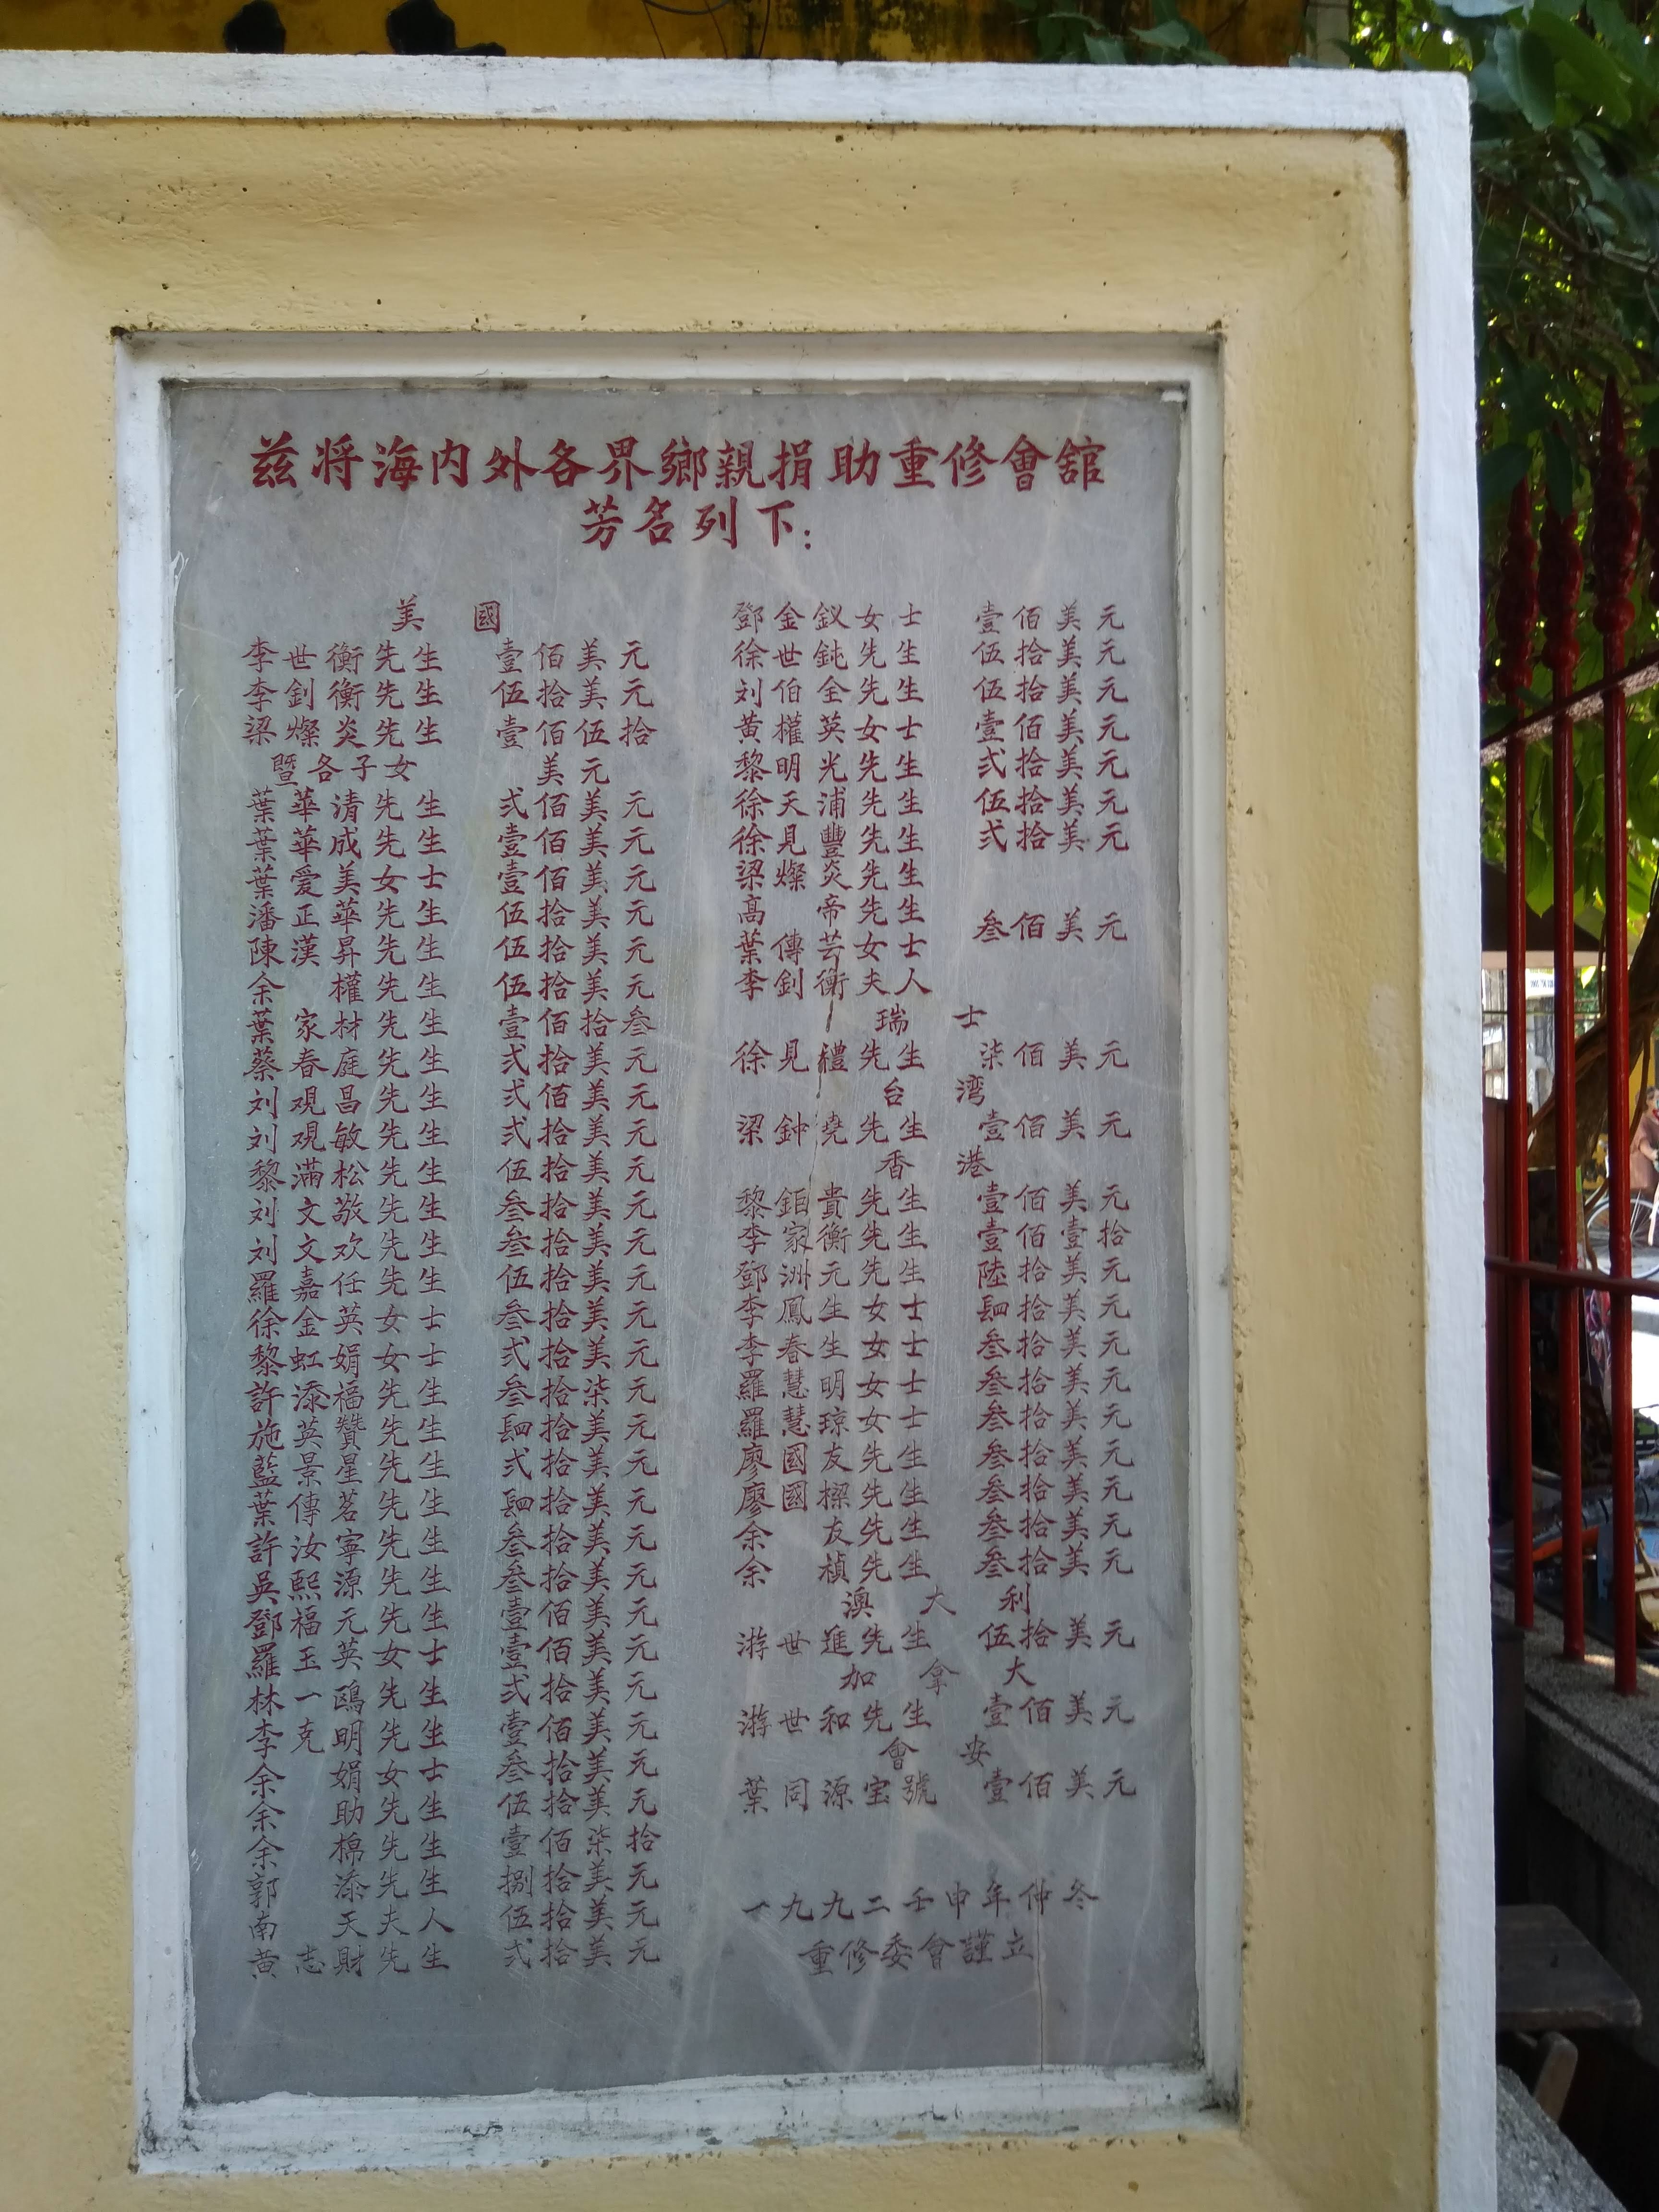 茲將海内外各界鄉親捐助重修會舘
芳名列下：
美國
李世衡先生 壹佰美元
李釗衡先生 伍拾美元
梁燦炎先生 壹佰伍拾
暨各子女 美元
葉華清先生 弍佰美元
葉華成先生 壹佰美元
葉爱美女士 壹佰美元
潘正華先生 伍拾美元
陳漢昇先生 伍拾美元
余權先生 伍拾美元
葉家材先生 壹佰拾叁
蔡春庭先生 弍拾美元
刘观昌先生 弍佰美元
刘观敏先生 弍拾美元
黎滿松先生 伍拾美元
刘文敬先生 叁拾美元
刘文欢先生 叁拾美元
羅嘉任先生 伍拾美元
徐金英女士 叁拾美元
黎虹娟女士 弍拾美元
許添福先生 叁拾柒元
施英贊先生 肆拾美元
藍景星先生 弍拾美元
葉傳茗先生 肆拾美元
許汝寧先生 叁拾美元
吳熙源先生 叁拾美元
鄧福元先生 壹佰美元
羅玉英女士 壹佰美元
林一鷗先生 弍拾美元
李克明先生 壹佰美元
余娟女士 叁拾美元
余助先生 伍拾美元
余棉先生 壹佰柒拾
郭添先生 捌拾美元
南天夫人 伍拾美元
黃志財先生 弍拾美元
鄧金釵女士 壹佰美元
徐世鈍先生 伍拾美元
刘伯全先生 伍拾美元
黃權英女士 壹佰美元
黎明光先生 弍拾美元
徐天浦先生 伍拾美元
徐見豐先生 弍拾美元
梁燦炎先生
高帝先生 叁佰美元
葉傳芸女士
李釗衡夫人
瑞士
徐見禮先生 柒佰美元
台湾
梁鈡堯先生 壹佰美元
香港
黎鉬貴先生 壹佰美元
李家衡先生 壹佰壹拾
鄧洲元先生 陸拾美元
李鳳生女士 肆拾美元
李春生女士 叁拾美元
羅慧明女士 叁拾美元
羅慧琼女士 叁拾美元
廖國友先生 叁拾美元
廖國樑先生 叁拾美元
余友先生 叁拾美元
余楨先生 叁拾美元
澳大利
游世進先生 伍拾美元
加拿大
游世和先生 壹佰美元
會安
葉同源宝號 壹佰美元
一九九二壬申年仲冬
重修委會謹立